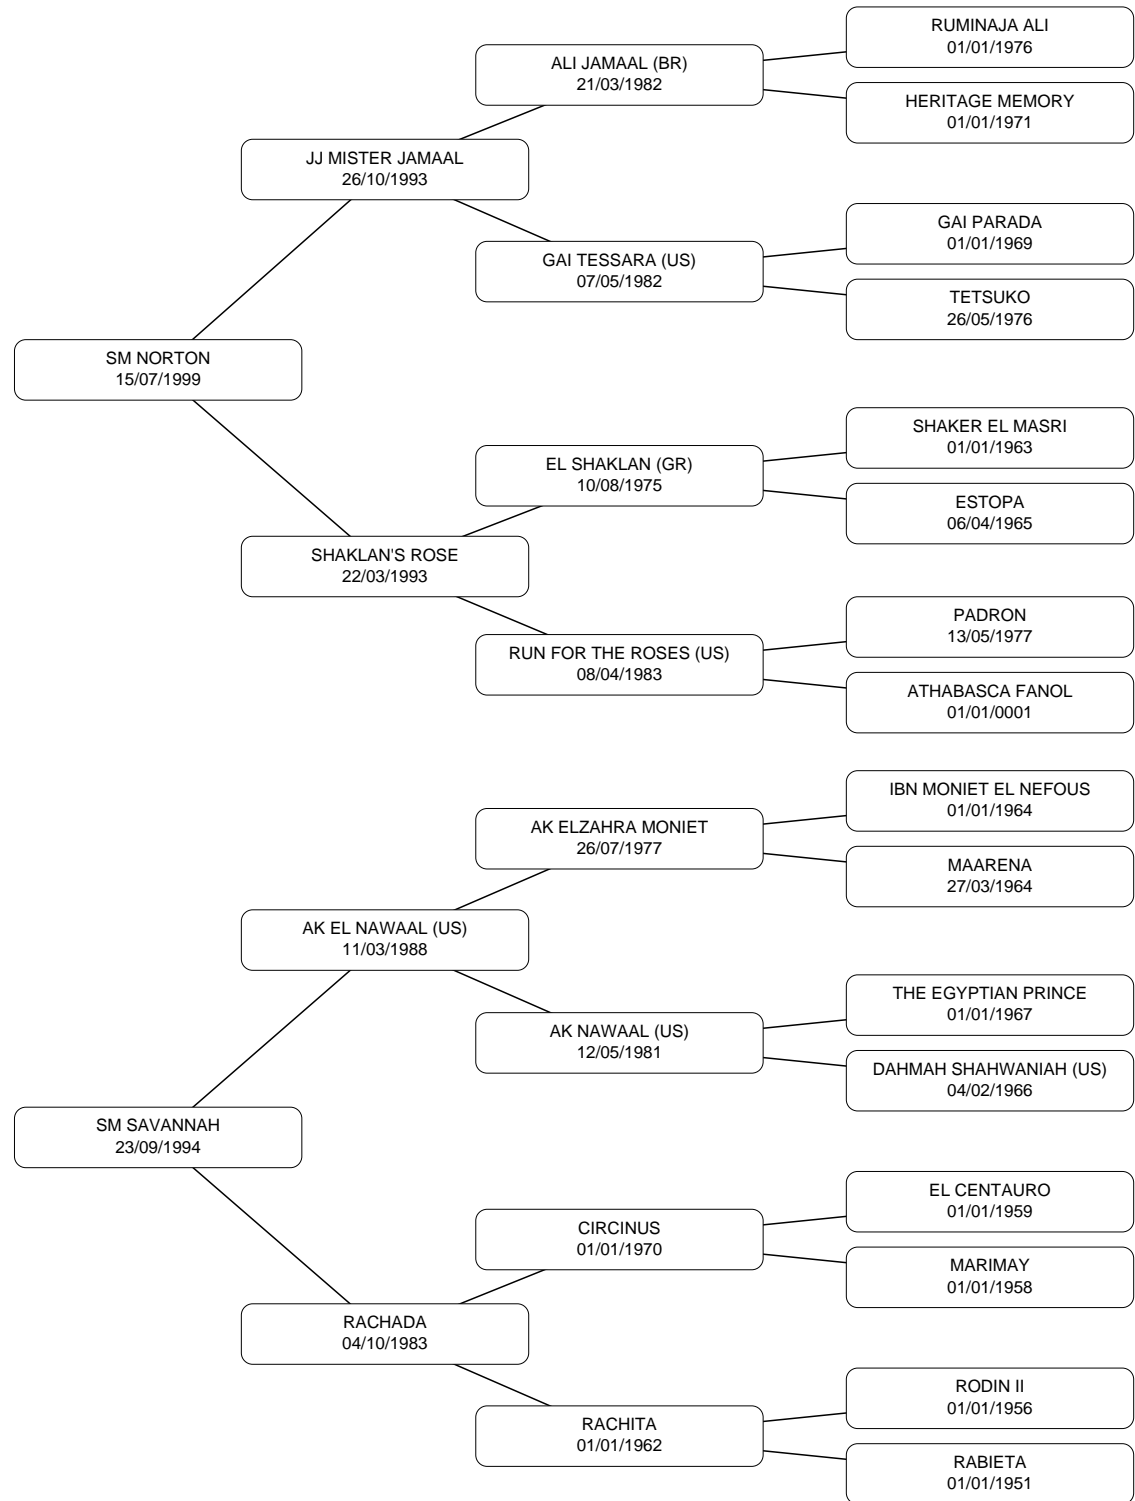 RUMINAJA ALI
01/01/1976
ALI JAMAAL (BR)
21/03/1982
HERITAGE MEMORY
01/01/1971
JJ MISTER JAMAAL
26/10/1993
GAI PARADA
01/01/1969
GAI TESSARA (US)
07/05/1982
TETSUKO
26/05/1976
SM NORTON
15/07/1999
SHAKER EL MASRI
01/01/1963
EL SHAKLAN (GR)
10/08/1975
ESTOPA
06/04/1965
SHAKLAN'S ROSE
22/03/1993
PADRON
13/05/1977
RUN FOR THE ROSES (US)
08/04/1983
ATHABASCA FANOL
01/01/0001
IBN MONIET EL NEFOUS
01/01/1964
AK ELZAHRA MONIET
26/07/1977
MAARENA
27/03/1964
AK EL NAWAAL (US)
11/03/1988
THE EGYPTIAN PRINCE
01/01/1967
AK NAWAAL (US)
12/05/1981
DAHMAH SHAHWANIAH (US)
04/02/1966
SM SAVANNAH
23/09/1994
EL CENTAURO
01/01/1959
CIRCINUS
01/01/1970
MARIMAY
01/01/1958
RACHADA
04/10/1983
RODIN II
01/01/1956
RACHITA
01/01/1962
RABIETA
01/01/1951